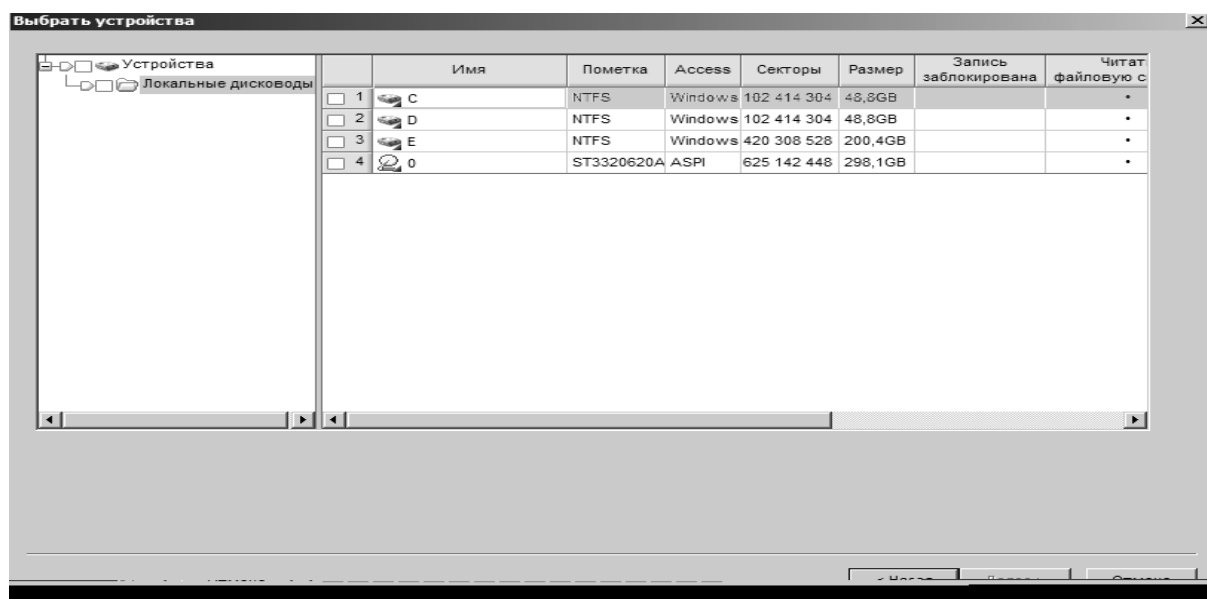 Выбрать устройства
Устройства
Локальные дисководы
Имя Пометка Access Секторы Размер Запись заблокирована Читат файловую с
1 C NTFS Windows 102 414 304 48,8GB •
2 D NTFS Windows 102 414 304 48,8GB •
3 E NTFS Windows 420 308 528 200,4GB •
4 0 ST3320620A ASPI 625 142 448 298,1GB •